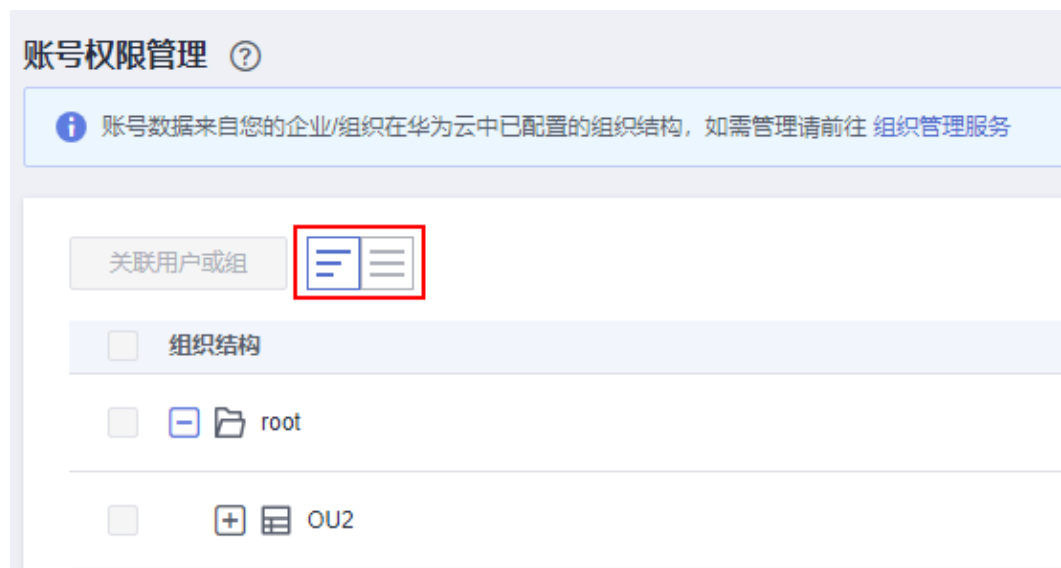 账号权限管理
账号数据来自您的企业/组织在华为云中已配置的组织结构，如需管理请前往 组织管理服务
关联用户或组
组织结构
root
OU2